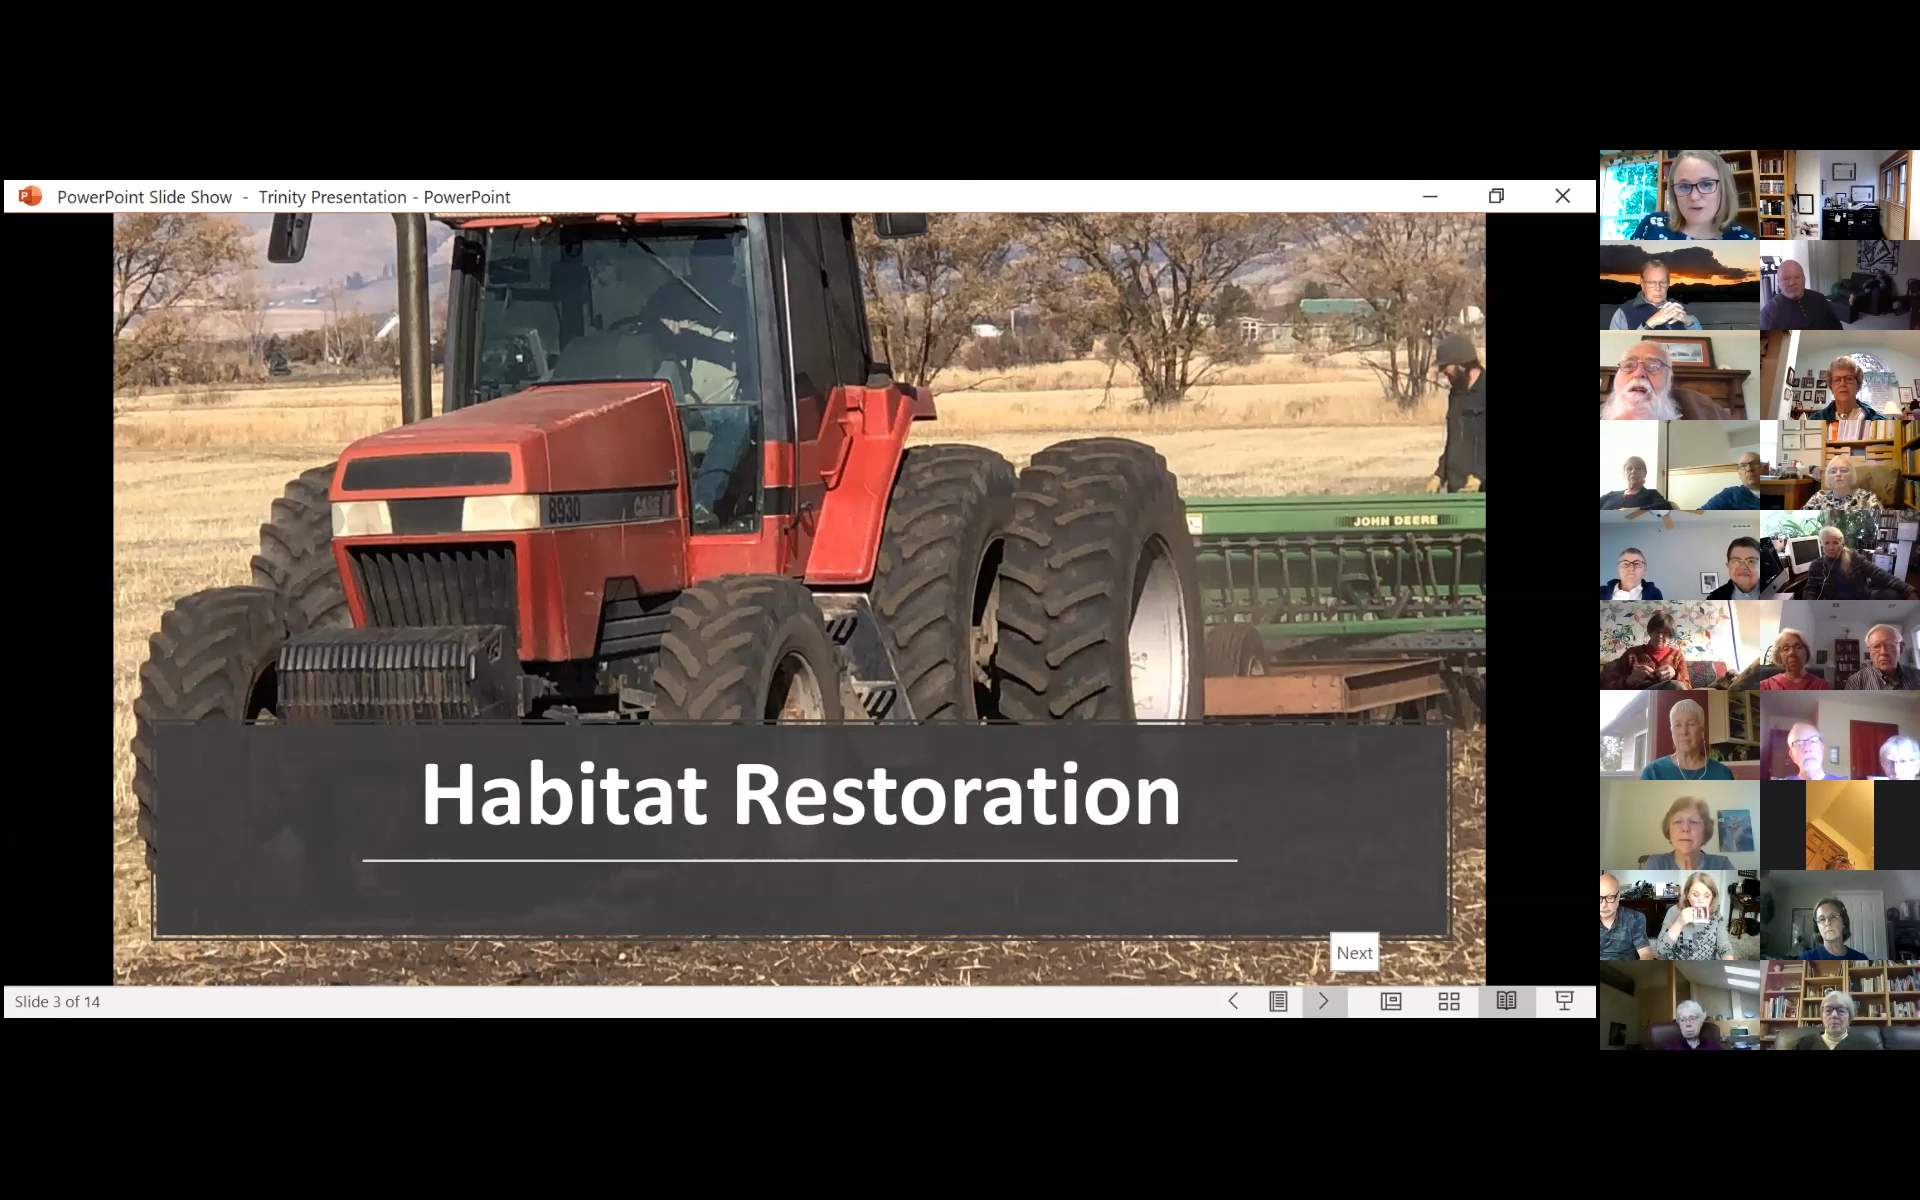 PowerPoint Slide Show - Trinity Presentation - PowerPoint
8930 CASE
JOHN DEERE
Habitat Restoration
Next
Slide 3 of 14